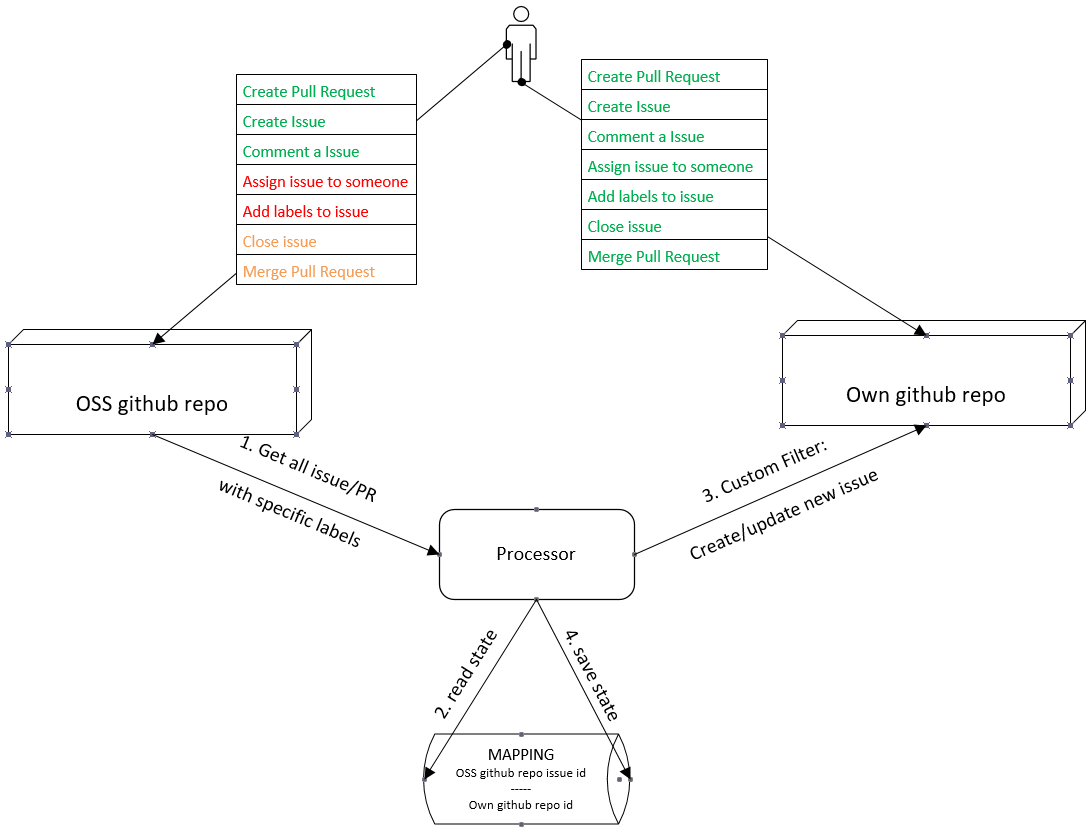 Create Pull Request
Create Issue
Comment a Issue
Assign issue to someone
Add labels to issue
Close issue
Merge Pull Request
Create Pull Request
Create Issue
Comment a Issue
Assign issue to someone
Add labels to issue
Close issue
Merge Pull Request
OSS github repo
Own github repo
1. Get all issue/PR
with specific labels
3. Custom Filter:
Create/update new issue
Processor
2. read state
4. save state
MAPPING
OSS github repo issue id
-----
Own github repo id